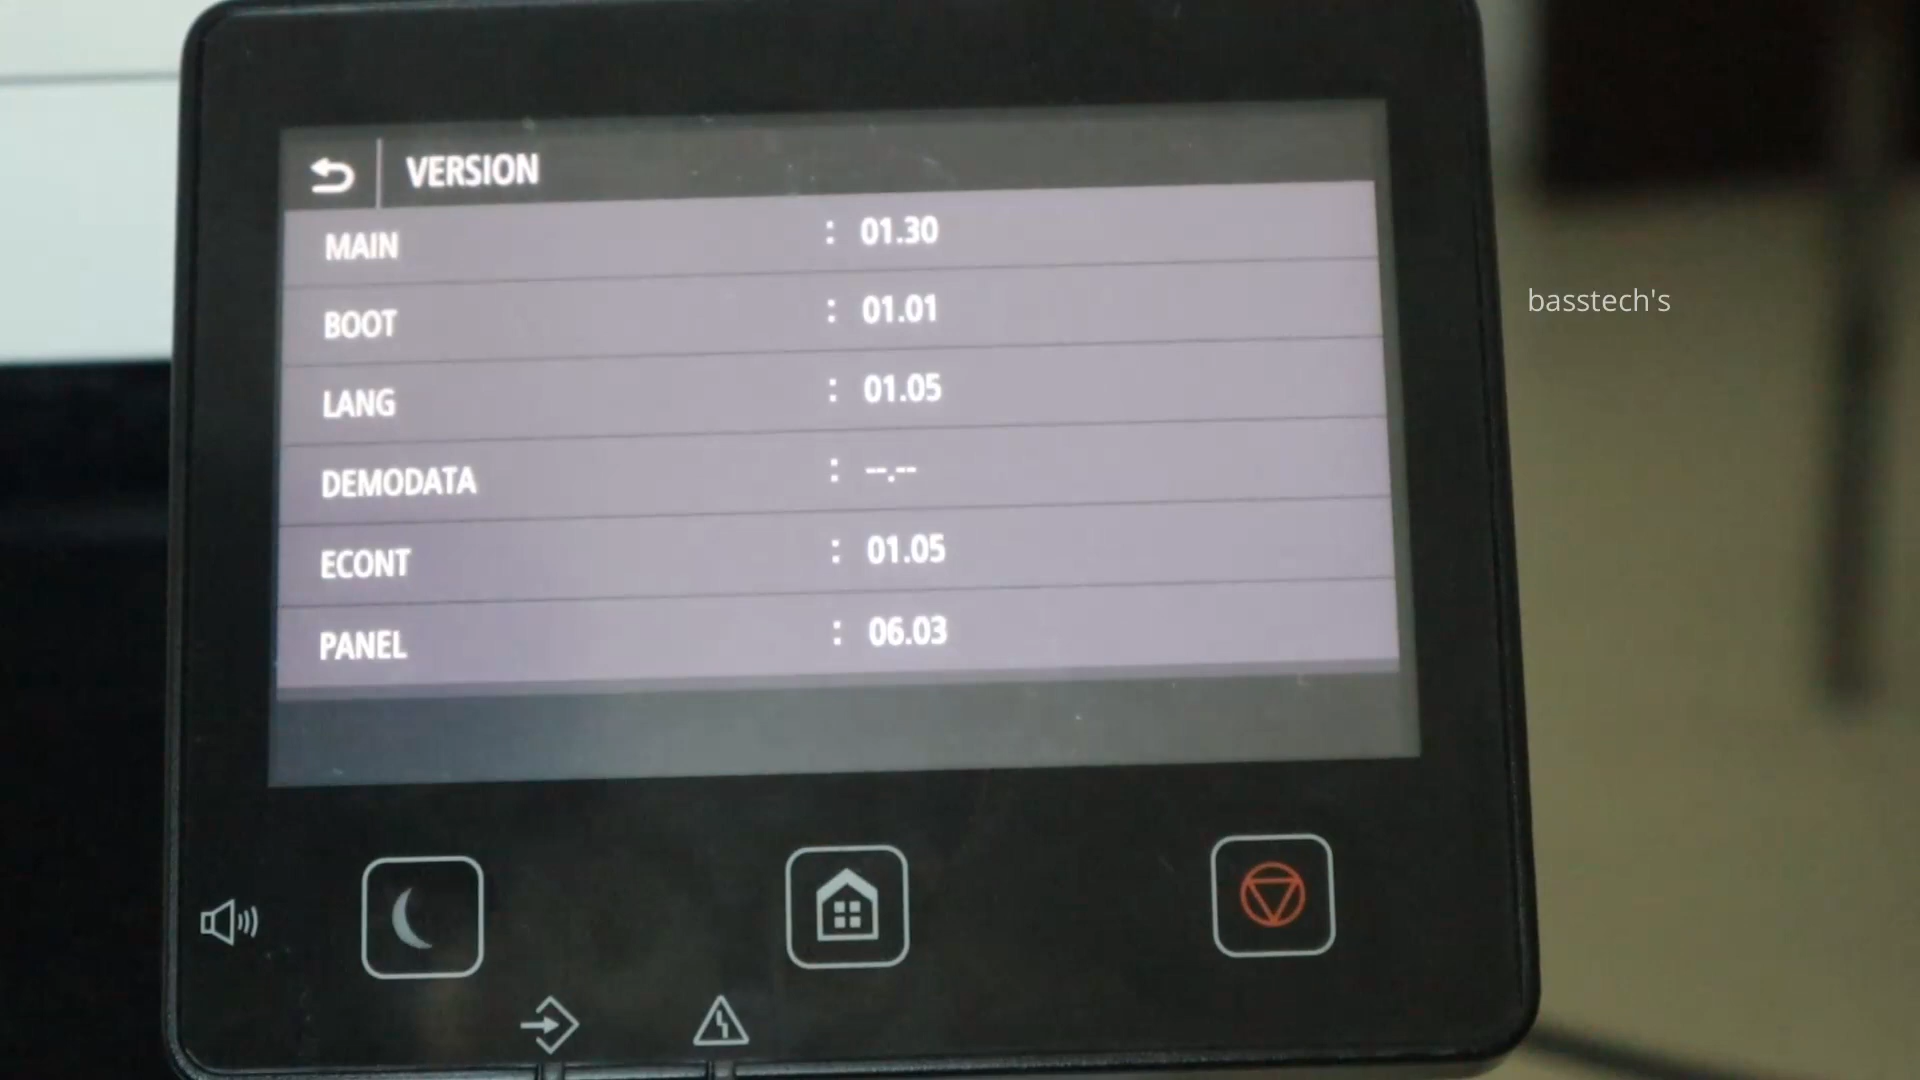 VERSION
MAIN : 01.30
BOOT : 01.01
LANG : 01.05
DEMODATA : --.--
ECONT : 01.05
PANEL : 06.03
basstech's